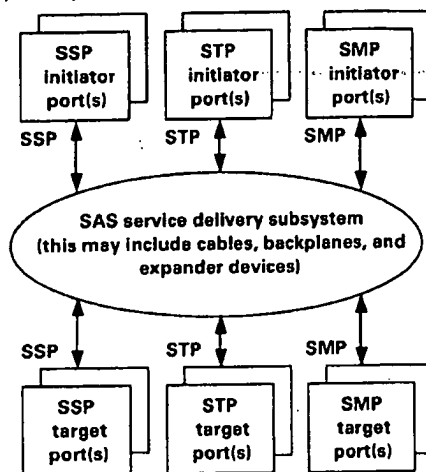 SSP
initiator
port(s)
STP
initiator
port(s)
SMP
initiator
port(s)
SSP
STP
SMP
SAS service delivery subsystem
(this may include cables, backplanes, and
expander devices)
SSP
STP
SMP
SSP
target
port(s)
STP
target
port(s)
SMP
target
port(s)